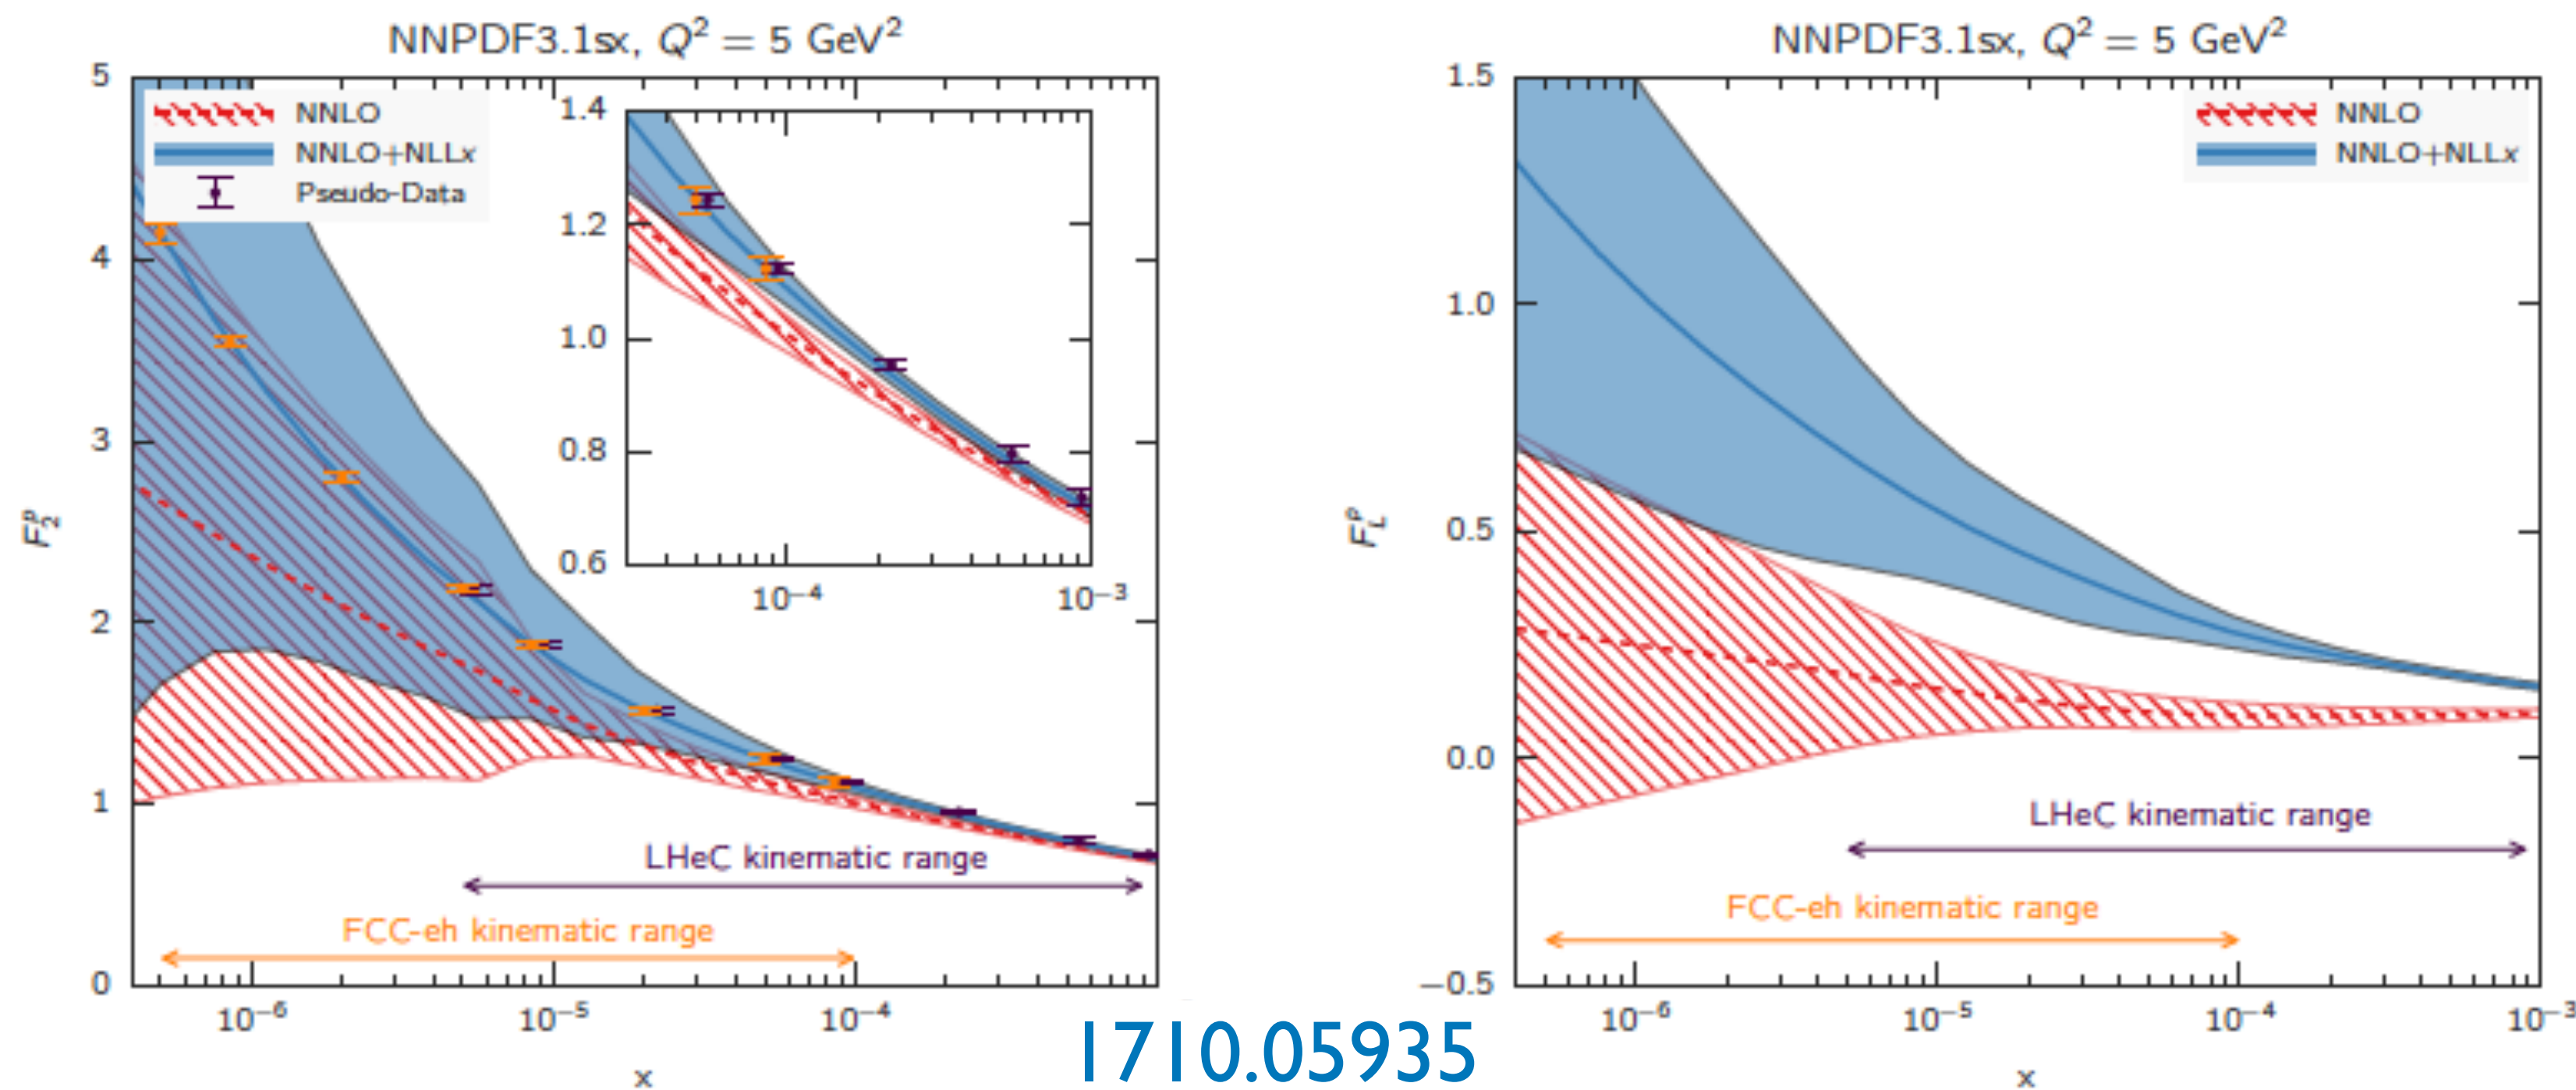 NNPDF3.1sx, Q² = 5 GeV²
5
4
3
2
1
0
F₂ᵖ
NNLO
NNLO+NLLx
Pseudo-Data
1.4
1.2
1.0
0.8
0.6
10⁻⁴
10⁻³
LHeC kinematic range
FCC-eh kinematic range
10⁻⁶
10⁻⁵
10⁻⁴
x
NNPDF3.1sx, Q² = 5 GeV²
1.5
1.0
0.5
0.0
−0.5
F_Lᵖ
NNLO
NNLO+NLLx
LHeC kinematic range
FCC-eh kinematic range
10⁻⁶
10⁻⁵
10⁻⁴
10⁻³
x
1710.05935